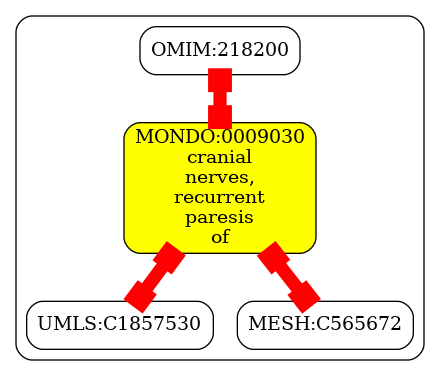 OMIM:218200
MONDO:0009030
cranial
nerves,
recurrent
paresis
of
UMLS:C1857530
MESH:C565672